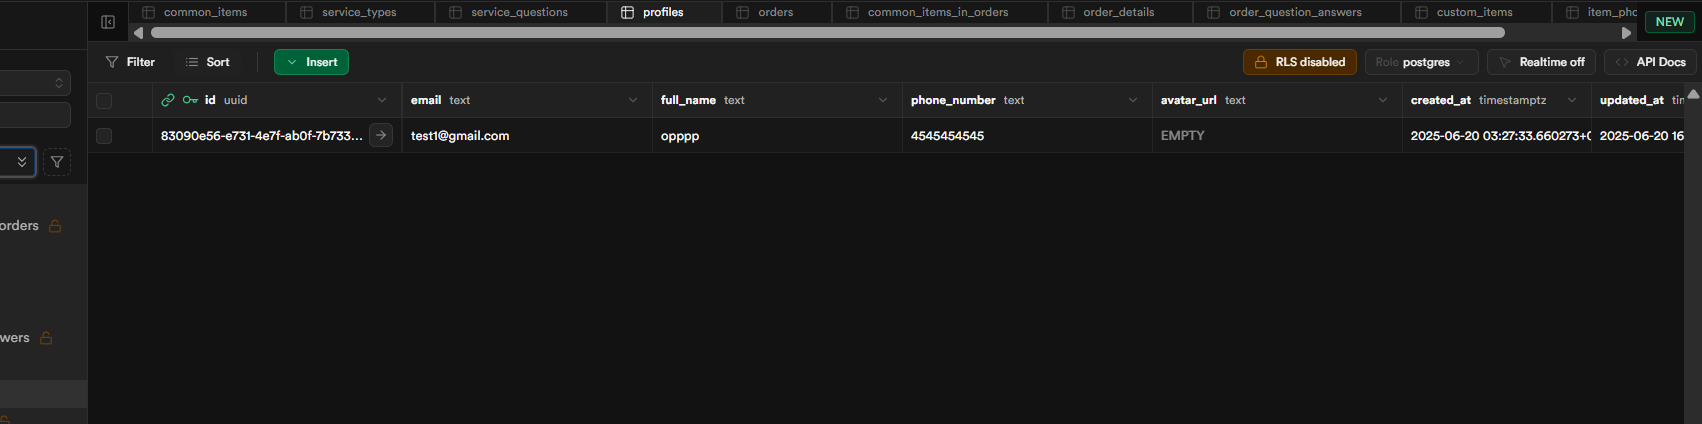 common_items service_types service_questions profiles orders common_items_in_orders order_details order_question_answers custom_items item_pho
NEW
Filter Sort Insert RLS disabled Role postgres Realtime off API Docs
id uuid email text full_name text phone_number text avatar_url text created_at timestamptz updated_at tim
83090e56-e731-4e7f-ab0f-7b733... test1@gmail.com opppp 4545454545 EMPTY 2025-06-20 03:27:33.660273+0 2025-06-20 16
orders
wers